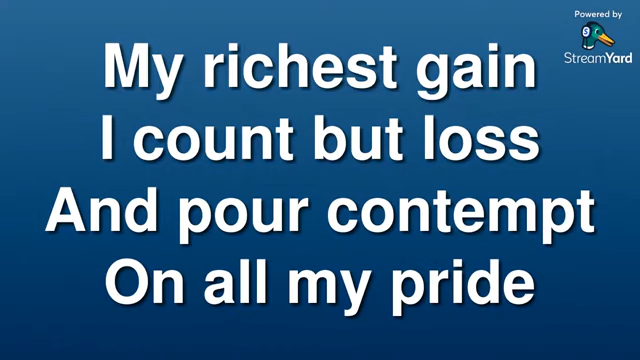 Powered by
StreamYard
My richest gain
I count but loss
And pour contempt
On all my pride